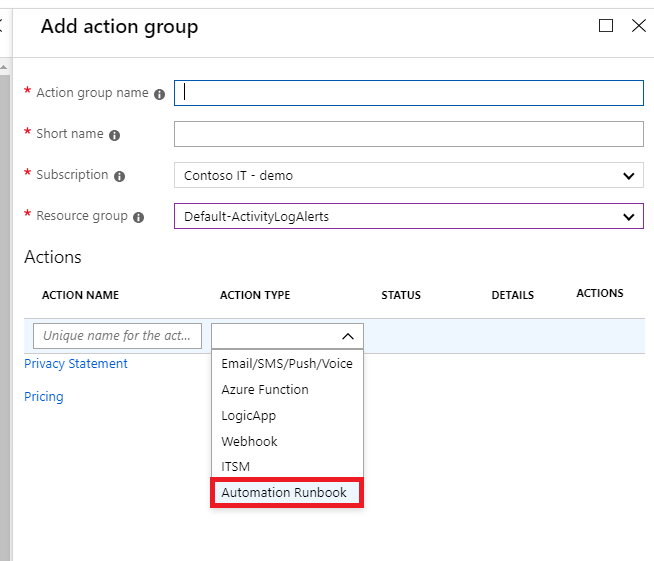 Add action group
* Action group name
* Short name
* Subscription Contoso IT - demo
* Resource group Default-ActivityLogAlerts
Actions
ACTION NAME ACTION TYPE STATUS DETAILS ACTIONS
Unique name for the act...
Privacy Statement
Pricing
Email/SMS/Push/Voice
Azure Function
LogicApp
Webhook
ITSM
Automation Runbook